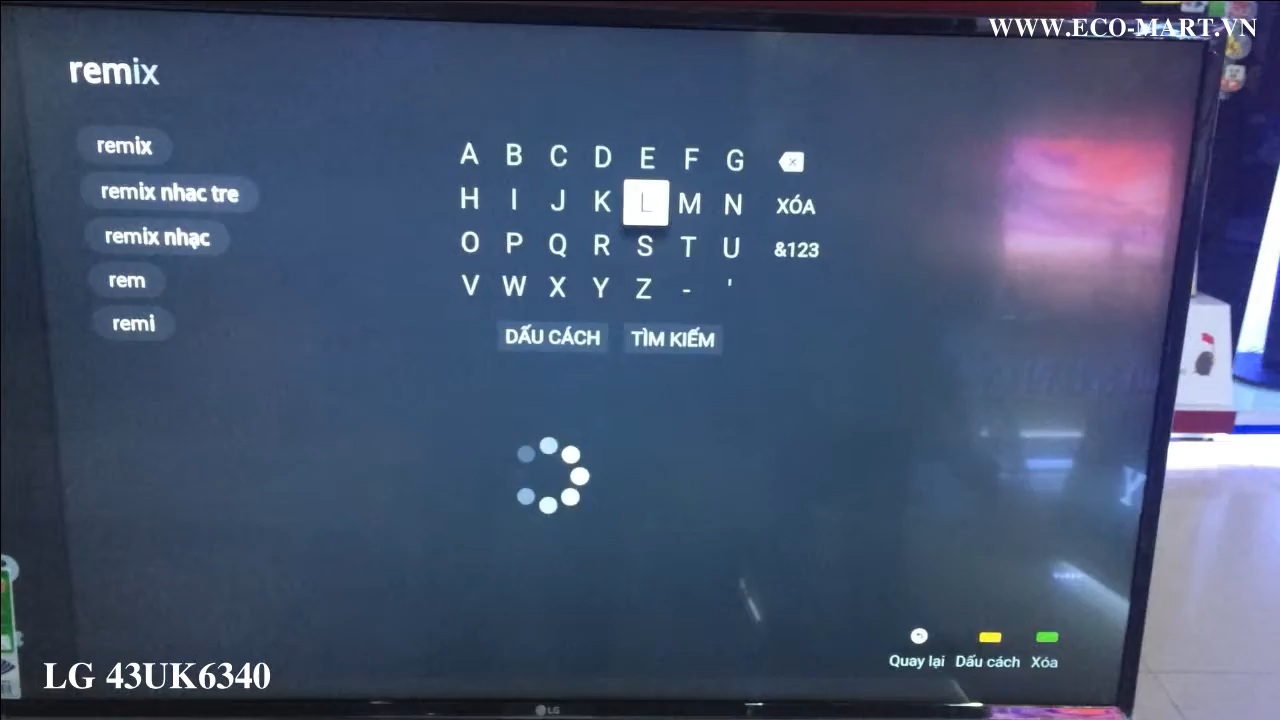 WWW.ECO-MART.VN
remix
remix
remix nhac tre
remix nhạc
rem
remi
A B C D E F G
H I J K L M N XÓA
O P Q R S T U &123
V W X Y Z - '
DẤU CÁCH TÌM KIẾM
Quay lại Dấu cách Xóa
LG 43UK6340
LG